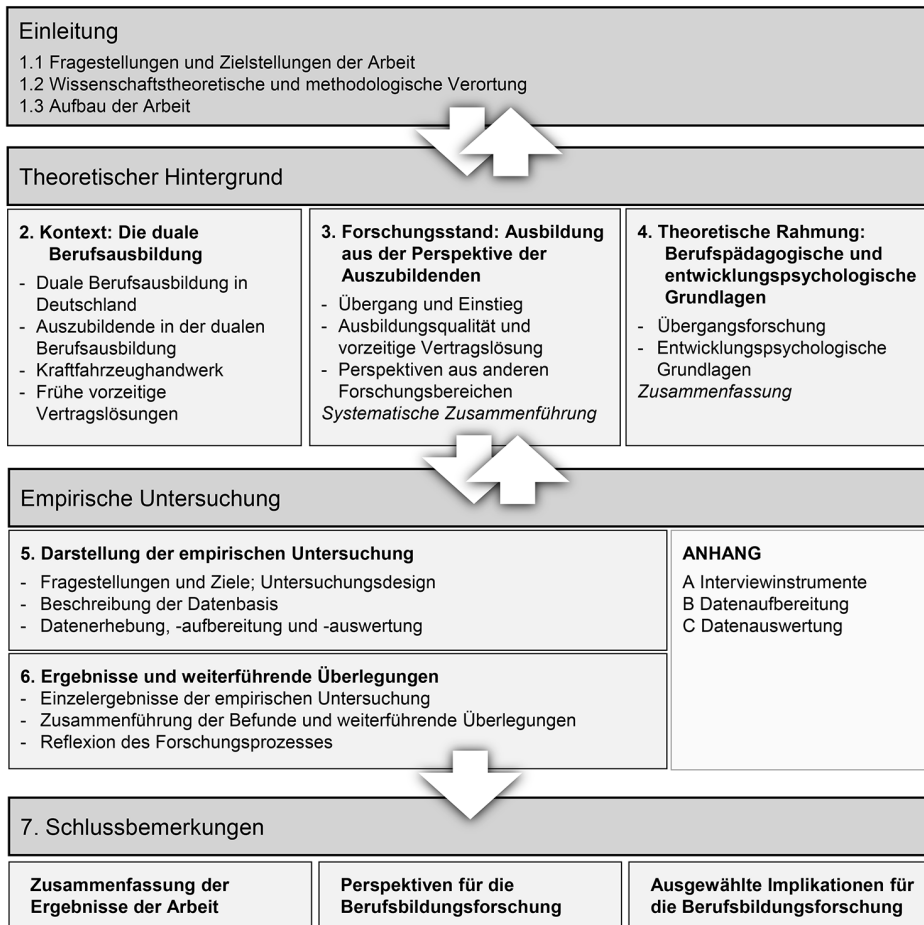 Einleitung
1.1 Fragestellungen und Zielstellungen der Arbeit
1.2 Wissenschaftstheoretische und methodologische Verortung
1.3 Aufbau der Arbeit
Theoretischer Hintergrund
2. Kontext: Die duale
Berufsausbildung
- Duale Berufsausbildung in
Deutschland
- Auszubildende in der dualen
Berufsausbildung
- Kraftfahrzeughandwerk
- Frühe vorzeitige
Vertragslösungen
3. Forschungsstand: Ausbildung
aus der Perspektive der
Auszubildenden
- Übergang und Einstieg
- Ausbildungsqualität und
vorzeitige Vertragslösung
- Perspektiven aus anderen
Forschungsbereichen
Systematische Zusammenführung
4. Theoretische Rahmung:
Berufspädagogische und
entwicklungspsychologische
Grundlagen
- Übergangsforschung
- Entwicklungspsychologische
Grundlagen
Zusammenfassung
Empirische Untersuchung
5. Darstellung der empirischen Untersuchung
- Fragestellungen und Ziele; Untersuchungsdesign
- Beschreibung der Datenbasis
- Datenerhebung, -aufbereitung und -auswertung
6. Ergebnisse und weiterführende Überlegungen
- Einzelergebnisse der empirischen Untersuchung
- Zusammenführung der Befunde und weiterführende Überlegungen
- Reflexion des Forschungsprozesses
ANHANG
A Interviewinstrumente
B Datenaufbereitung
C Datenauswertung
7. Schlussbemerkungen
Zusammenfassung der
Ergebnisse der Arbeit
Perspektiven für die
Berufsbildungsforschung
Ausgewählte Implikationen für
die Berufsbildungsforschung